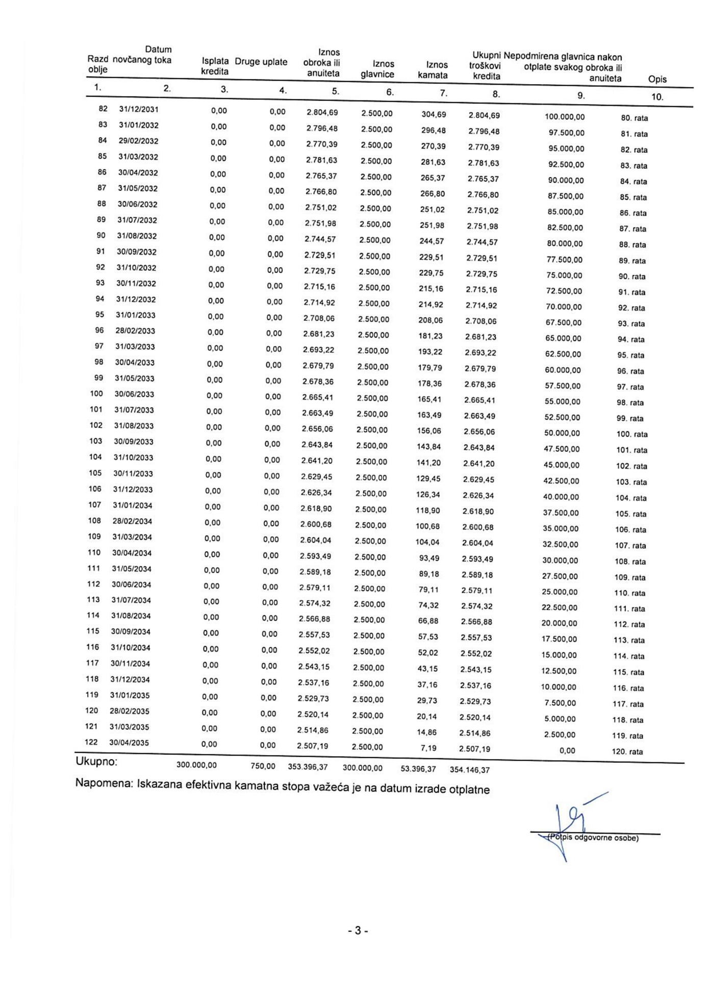 Datum Iznos Ukupni Nepodmirena glavnica nakon
Razd novčanog toka Isplata Druge uplate obroka ili Iznos Iznos troškovi otplate svakog obroka ili
oblje kredita anuiteta glavnice kamata kredita anuiteta Opis
1. 2. 3. 4. 5. 6. 7. 8. 9. 10.
82 31/12/2031 0,00 0,00 2.804,69 2.500,00 304,69 2.804,69 100.000,00 80. rata
83 31/01/2032 0,00 0,00 2.796,48 2.500,00 296,48 2.796,48 97.500,00 81. rata
84 29/02/2032 0,00 0,00 2.770,39 2.500,00 270,39 2.770,39 95.000,00 82. rata
85 31/03/2032 0,00 0,00 2.781,63 2.500,00 281,63 2.781,63 92.500,00 83. rata
86 30/04/2032 0,00 0,00 2.765,37 2.500,00 265,37 2.765,37 90.000,00 84. rata
87 31/05/2032 0,00 0,00 2.766,80 2.500,00 266,80 2.766,80 87.500,00 85. rata
88 30/06/2032 0,00 0,00 2.751,02 2.500,00 251,02 2.751,02 85.000,00 86. rata
89 31/07/2032 0,00 0,00 2.751,98 2.500,00 251,98 2.751,98 82.500,00 87. rata
90 31/08/2032 0,00 0,00 2.744,57 2.500,00 244,57 2.744,57 80.000,00 88. rata
91 30/09/2032 0,00 0,00 2.729,51 2.500,00 229,51 2.729,51 77.500,00 89. rata
92 31/10/2032 0,00 0,00 2.729,75 2.500,00 229,75 2.729,75 75.000,00 90. rata
93 30/11/2032 0,00 0,00 2.715,16 2.500,00 215,16 2.715,16 72.500,00 91. rata
94 31/12/2032 0,00 0,00 2.714,92 2.500,00 214,92 2.714,92 70.000,00 92. rata
95 31/01/2033 0,00 0,00 2.708,06 2.500,00 208,06 2.708,06 67.500,00 93. rata
96 28/02/2033 0,00 0,00 2.681,23 2.500,00 181,23 2.681,23 65.000,00 94. rata
97 31/03/2033 0,00 0,00 2.693,22 2.500,00 193,22 2.693,22 62.500,00 95. rata
98 30/04/2033 0,00 0,00 2.679,79 2.500,00 179,79 2.679,79 60.000,00 96. rata
99 31/05/2033 0,00 0,00 2.678,36 2.500,00 178,36 2.678,36 57.500,00 97. rata
100 30/06/2033 0,00 0,00 2.665,41 2.500,00 165,41 2.665,41 55.000,00 98. rata
101 31/07/2033 0,00 0,00 2.663,49 2.500,00 163,49 2.663,49 52.500,00 99. rata
102 31/08/2033 0,00 0,00 2.656,06 2.500,00 156,06 2.656,06 50.000,00 100. rata
103 30/09/2033 0,00 0,00 2.643,84 2.500,00 143,84 2.643,84 47.500,00 101. rata
104 31/10/2033 0,00 0,00 2.641,20 2.500,00 141,20 2.641,20 45.000,00 102. rata
105 30/11/2033 0,00 0,00 2.629,45 2.500,00 129,45 2.629,45 42.500,00 103. rata
106 31/12/2033 0,00 0,00 2.626,34 2.500,00 126,34 2.626,34 40.000,00 104. rata
107 31/01/2034 0,00 0,00 2.618,90 2.500,00 118,90 2.618,90 37.500,00 105. rata
108 28/02/2034 0,00 0,00 2.600,68 2.500,00 100,68 2.600,68 35.000,00 106. rata
109 31/03/2034 0,00 0,00 2.604,04 2.500,00 104,04 2.604,04 32.500,00 107. rata
110 30/04/2034 0,00 0,00 2.593,49 2.500,00 93,49 2.593,49 30.000,00 108. rata
111 31/05/2034 0,00 0,00 2.589,18 2.500,00 89,18 2.589,18 27.500,00 109. rata
112 30/06/2034 0,00 0,00 2.579,11 2.500,00 79,11 2.579,11 25.000,00 110. rata
113 31/07/2034 0,00 0,00 2.574,32 2.500,00 74,32 2.574,32 22.500,00 111. rata
114 31/08/2034 0,00 0,00 2.566,88 2.500,00 66,88 2.566,88 20.000,00 112. rata
115 30/09/2034 0,00 0,00 2.557,53 2.500,00 57,53 2.557,53 17.500,00 113. rata
116 31/10/2034 0,00 0,00 2.552,02 2.500,00 52,02 2.552,02 15.000,00 114. rata
117 30/11/2034 0,00 0,00 2.543,15 2.500,00 43,15 2.543,15 12.500,00 115. rata
118 31/12/2034 0,00 0,00 2.537,16 2.500,00 37,16 2.537,16 10.000,00 116. rata
119 31/01/2035 0,00 0,00 2.529,73 2.500,00 29,73 2.529,73 7.500,00 117. rata
120 28/02/2035 0,00 0,00 2.520,14 2.500,00 20,14 2.520,14 5.000,00 118. rata
121 31/03/2035 0,00 0,00 2.514,86 2.500,00 14,86 2.514,86 2.500,00 119. rata
122 30/04/2035 0,00 0,00 2.507,19 2.500,00 7,19 2.507,19 0,00 120. rata
Ukupno: 300.000,00 750,00 353.396,37 300.000,00 53.396,37 354.146,37
Napomena: Iskazana efektivna kamatna stopa važeća je na datum izrade otplatne
(Potpis odgovorne osobe)
- 3 -